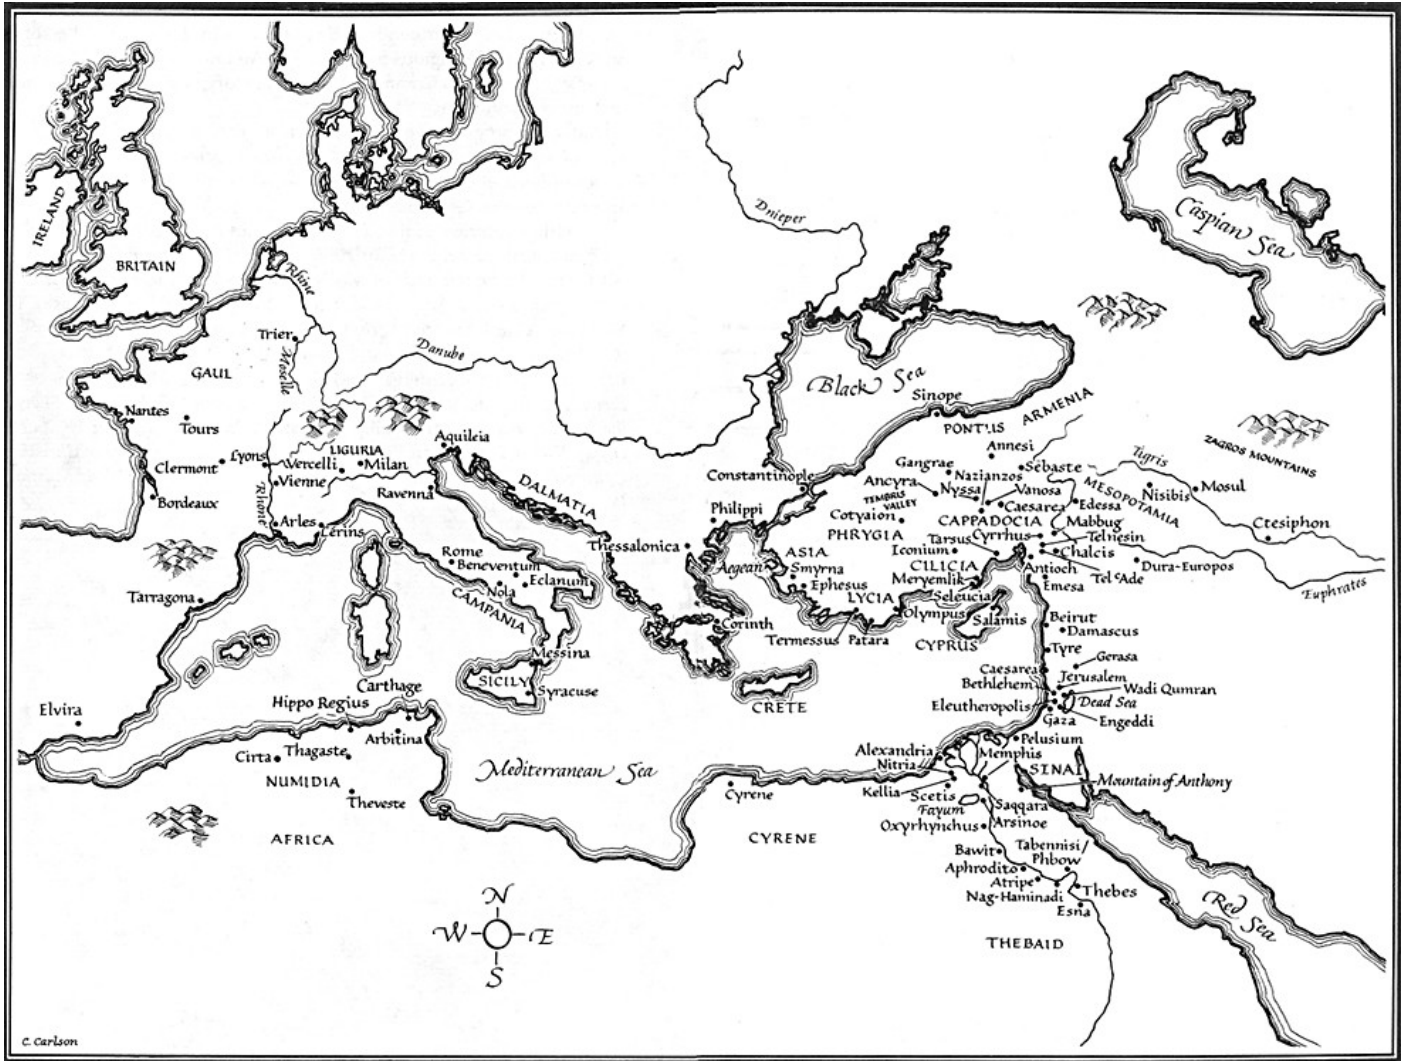 IRELAND
BRITAIN
Rhine
Dnieper
Caspian Sea
Trier
Moselle
GAUL
Danube
Black Sea
Sinope
PONTUS
ARMENIA
Nantes
Tours
Clermont
Lyons
Vercelli
LIGURIA
Milan
Aquileia
Vienne
Bordeaux
Rhone
Ravenna
DALMATIA
Arles
Lérins
Constantinople
Gangrae
Annesi
Nazianzos
Sebaste
Ancyra
Nyssa
Vanosa
TEMBRIS
VALLEY
Caesarea
Cotyaion
CAPPADOCIA
Tigris
ZAGROS MOUNTAINS
MESOPOTAMIA
Nisibis
Mosul
Edessa
Ctesiphon
Mabbug
Telnesin
Philippi
Thessalonica
PHRYGIA
Tarsus
Cyrrhus
Iconium
Chalcis
Antioch
Tel ʿAde
Dura-Europos
Euphrates
Aegean
ASIA
Smyrna
Ephesus
CILICIA
Meryemlik
Seleucia
Emesa
LYCIA
Olympus
Salamis
Termessus
Patara
CYPRUS
Corinth
Rome
Beneventum
Eclanum
Nola
CAMPANIA
Tarragona
Messina
SICILY
Syracuse
CRETE
Beirut
Damascus
Tyre
Gerasa
Caesarea
Jerusalem
Bethlehem
Wadi Qumran
Eleutheropolis
Dead Sea
Gaza
Engeddi
Elvira
Carthage
Hippo Regius
Cirta
Thagaste
Arbitina
NUMIDIA
Theveste
AFRICA
Mediterranean Sea
Cyrene
CYRENE
Alexandria
Nitria
Pelusium
Memphis
SINAI
Kellia
Scetis
Mountain of Anthony
Fayum
Saqqara
Oxyrhynchus
Arsinoe
Bawit
Tabennisi/
Phbow
Aphrodito
Atripe
Thebes
Nag-Hammadi
Esna
THEBAID
Red Sea
N
W
E
S
C. Carlson